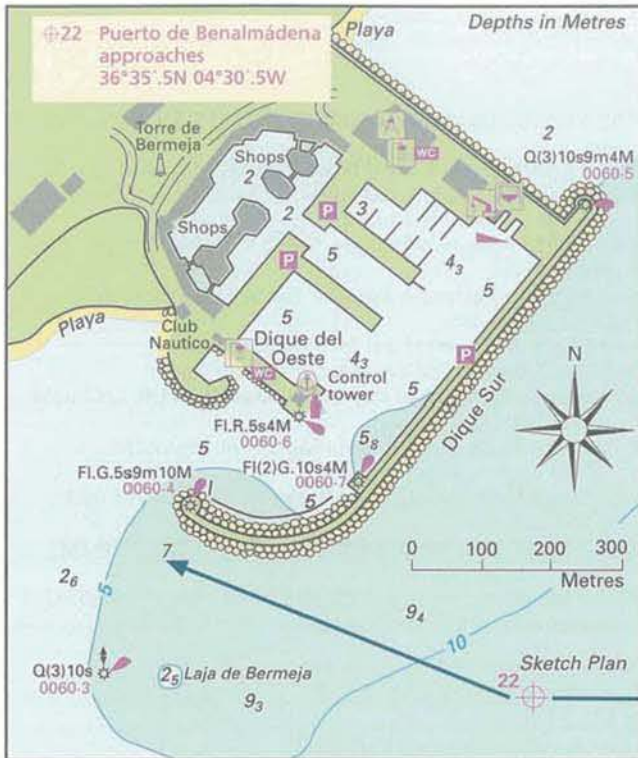 ⌖22 Puerto de Benalmádena
approaches
36°35´.5N 04°30´.5W
Playa
Depths in Metres
Torre de
Bermeja
Shops
2
WC
2
Q(3)10s9m4M
0060-5
Shops
2
P
3
P
5
4₃
5
Playa
Club
Nautico
5
Dique del
Oeste
4₃
P
WC
Control
tower
5
Dique Sur
N
Fl.R.5s4M
0060-6
5
5₈
Fl.G.5s9m10M
0060-4
Fl(2)G.10s4M
0060-7
5
7
0 100 200 300
Metres
2₆
5
9₄
10
Q(3)10s
0060-3
2₅ Laja de Bermeja
9₃
Sketch Plan
22